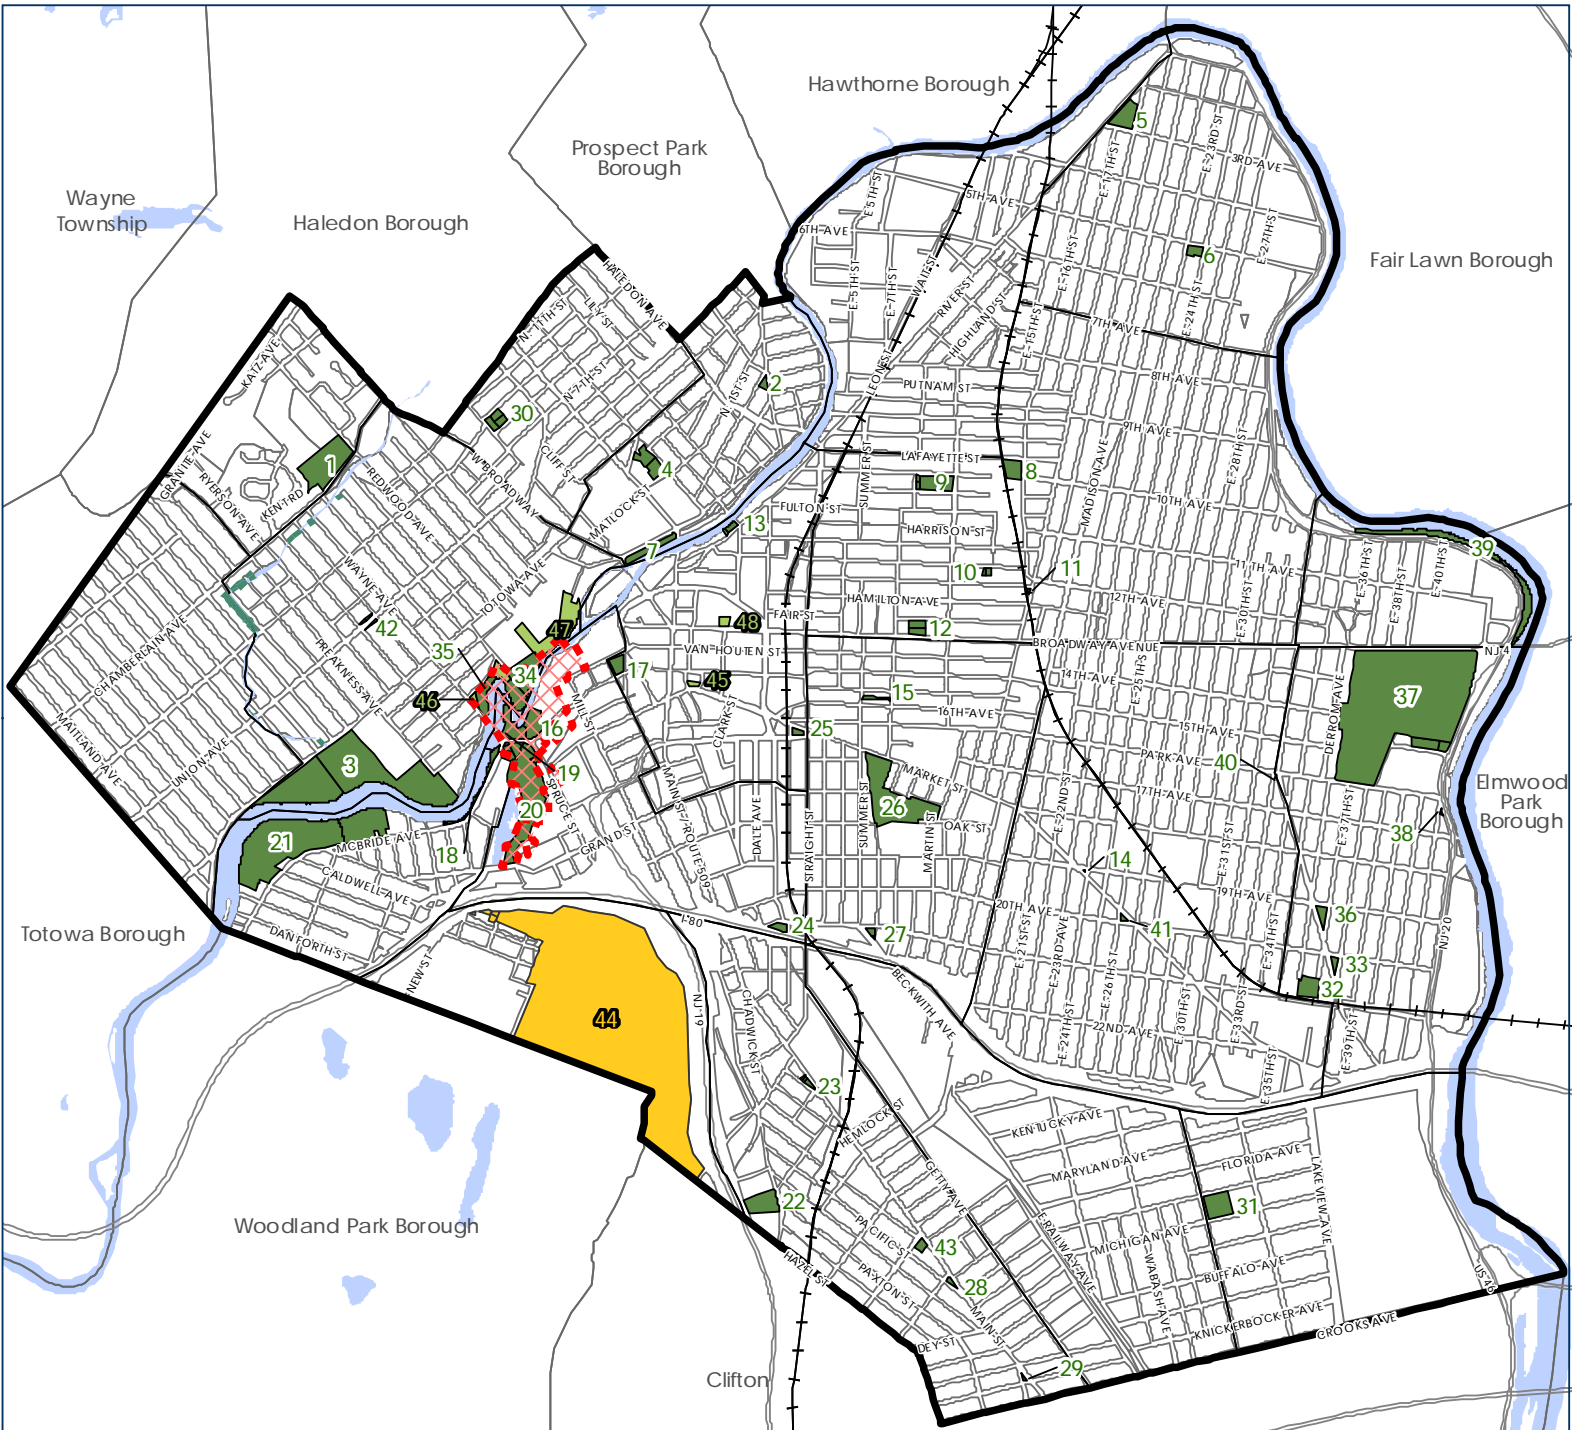 Hawthorne Borough
5
E-23RD-ST
3RD-AVE
E-17TH-ST
Prospect Park
Borough
Wayne
Township
Haledon Borough
E 5TH-ST
5TH-AVE
6TH-AVE
E-27TH-ST
E-16TH-ST
6
Fair Lawn Borough
HALEDON-AVE
E-5TH-ST
E-7TH-ST
WAIT-ST
RIVER-ST
HIGHLAND-ST
E-15TH-ST
E-24TH-ST
7TH-AVE
LILY-ST
N-11TH-ST
KATZ-AVE
N-7TH-ST
N-1ST-ST
2
LEON-ST
PUTNAM ST
8TH-AVE
30
9TH-AVE
GRANITE-AVE
RYERSON-AVE
1
KENT-RD
REDWOOD-AVE
W-BROADWAY
CLIFF-ST
4
MATLOCK-ST
SUMMER-ST
LAFAYETTE-ST
8
9
MADISON-AVE
E-28TH-ST
10TH AVE
FULTON-ST
13
HARRISON-ST
7
39
E-36TH-ST
E-38TH-ST
E-40TH-ST
11TH AVE
10
11
WAYNE-AVE
TOTOWA-AVE
HAMILTON-AVE
12TH-AVE
E-30TH-ST
42
CHAMBERLAIN-AVE
PREAKNESS-AVE
47
48
FAIR-ST
12
BROADWAY AVENUE
NJ 4
35
34
VAN-HOUTEN ST
17
45
14TH-AVE
E-25TH-ST
DERROM-AVE
37
46
MILL-ST
CLARK-ST
15
16TH-AVE
MAITLAND-AVE
UNION-AVE
16
25
15TH-AVE
3
19
MAIN-ST / ROUTE-509
PARK-AVE
40
MARKET-ST
26
17TH-AVE
E-22ND-ST
SPRUCE-ST
20
GRAND-ST
DALE AVE
STRAIGHT-ST
SUMMER-ST
OAK-ST
MARTIN-ST
Elmwood
Park
Borough
E-37TH-ST
38
21
MCBRIDE AVE
18
CALDWELL-AVE
14
E-31ST-ST
19TH-AVE
20TH AVE
36
Totowa Borough
DANFORTH-ST
I-80
24
27
41
E-21ST-ST
E-23RD-AVE
E-34TH-ST
NJ 20
NEW-ST
33
32
44
NJ 19
CHADWICK-ST
BECKWITH AVE
E-26TH-ST
E-24TH-ST
22ND-AVE
E-30TH-ST
E-33RD-ST
E-35TH-ST
E-39TH-ST
23
HEMLOCK-ST
KENTUCKY-AVE
MARYLAND-AVE
FLORIDA AVE
LAKEVIEW-AVE
GETTY-AVE
22
Woodland Park Borough
31
PACIFIC-ST
43
E-RAILWAY-AVE
MICHIGAN AVE
WABASH-AVE
HAZEL-ST
PAXTON-ST
28
BUFFALO-AVE
US 46
MAIN-ST
KNICKERBOCKER-AVE
CROOKS-AVE
DEY-ST
29
Clifton